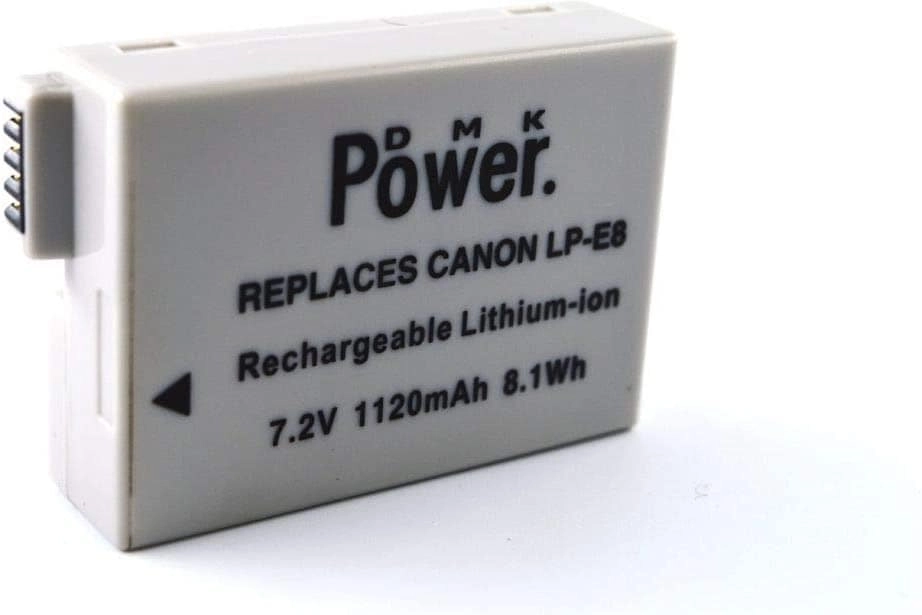 DMK
Power.
REPLACES CANON LP-E8
Rechargeable Lithium-ion
7.2V 1120mAh 8.1Wh